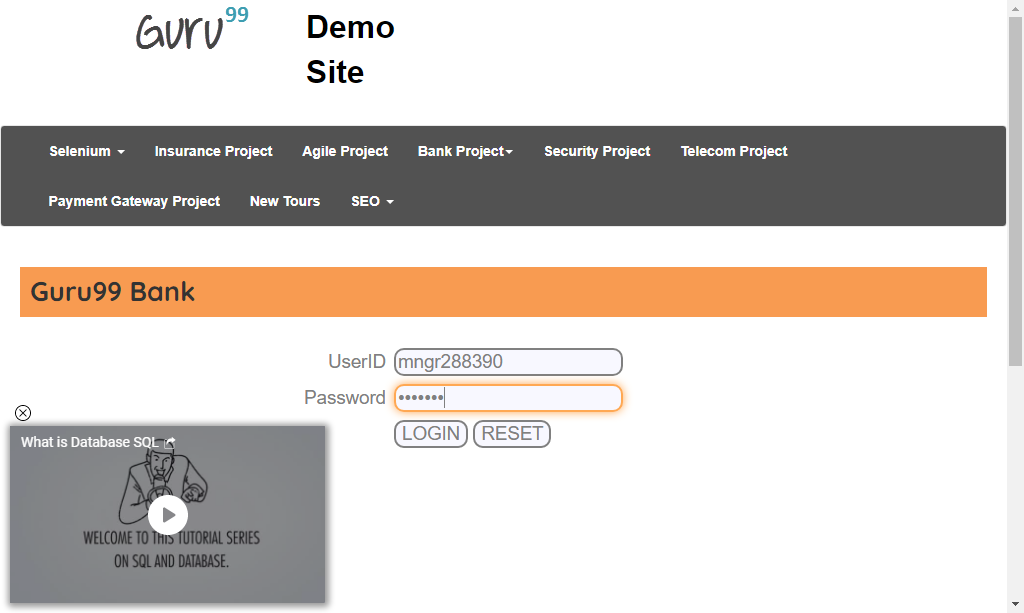 Guru99
Demo
Site
Selenium
Insurance Project
Agile Project
Bank Project
Security Project
Telecom Project
Payment Gateway Project
New Tours
SEO
Guru99 Bank
UserID
mngr288390
Password
•••••••
LOGIN
RESET
What is Database SQL
WELCOME TO THIS TUTORIAL SERIES
ON SQL AND DATABASE.